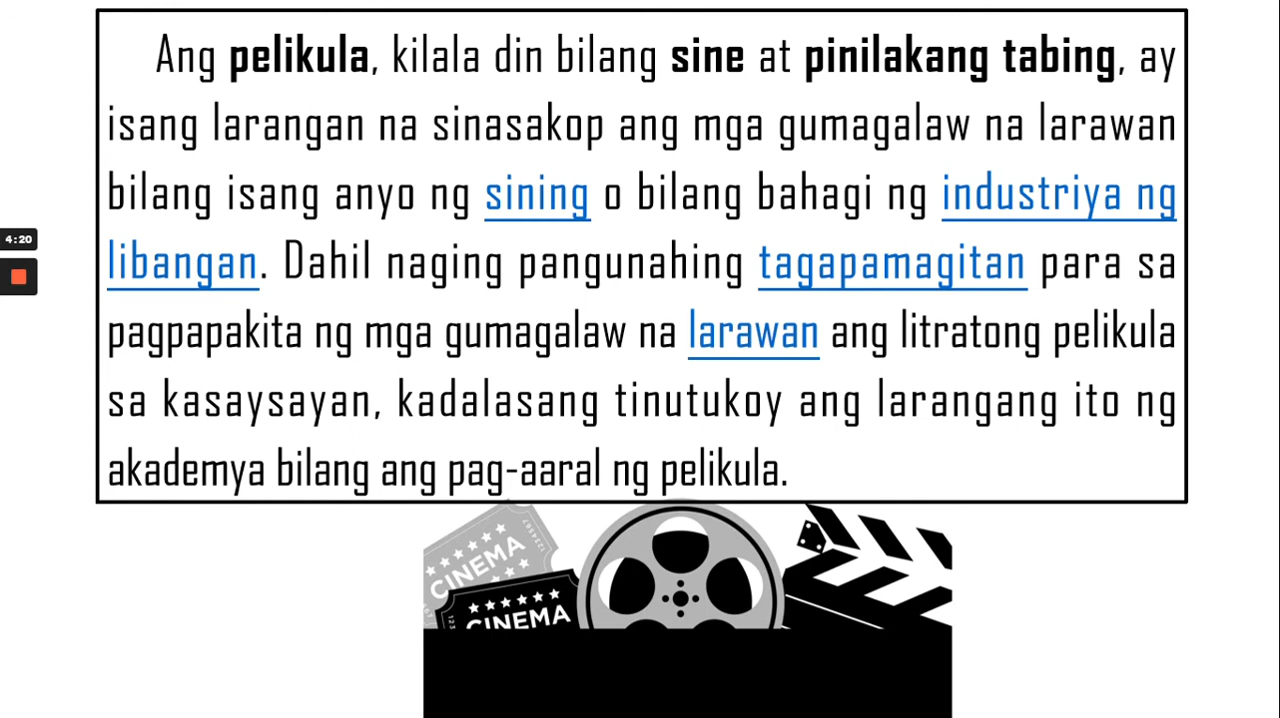 Ang pelikula, kilala din bilang sine at pinilakang tabing, ay
isang larangan na sinasakop ang mga gumagalaw na larawan
bilang isang anyo ng sining o bilang bahagi ng industriya ng
libangan. Dahil naging pangunahing tagapamagitan para sa
pagpapakita ng mga gumagalaw na larawan ang litratong pelikula
sa kasaysayan, kadalasang tinutukoy ang larangang ito ng
akademya bilang ang pag-aaral ng pelikula.
4:20
CINEMA
1234567
CINEMA